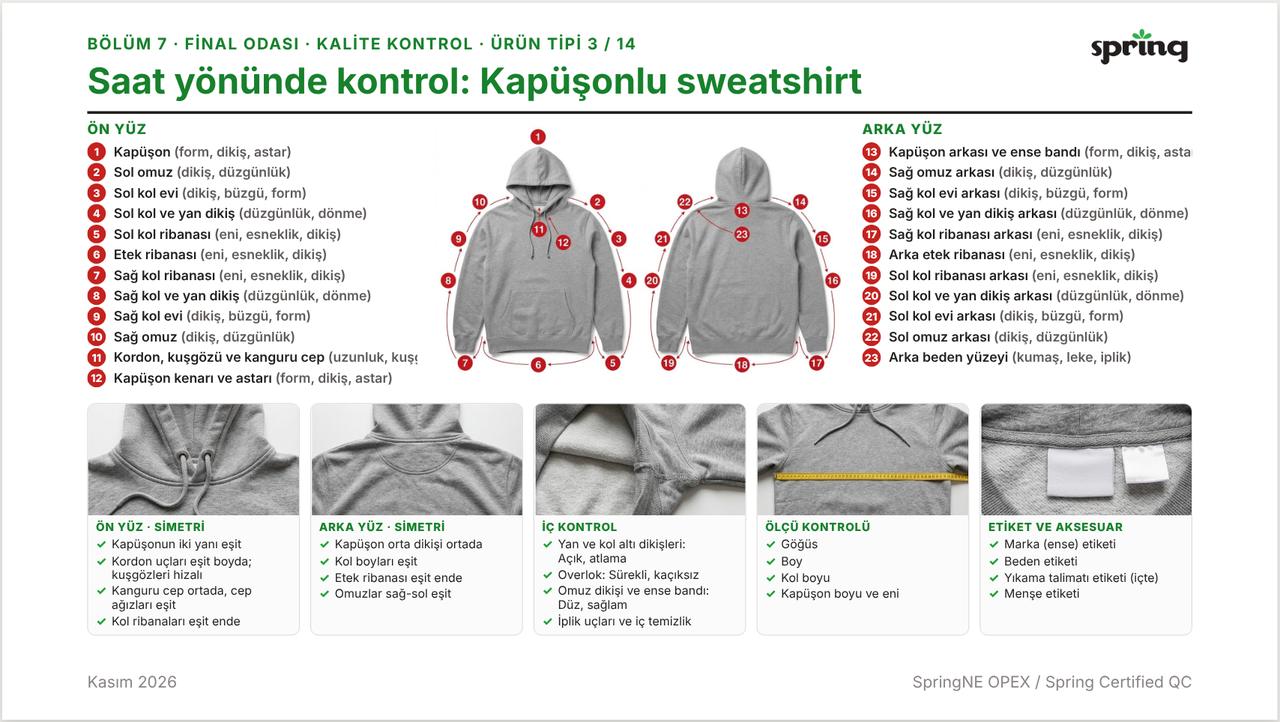 BÖLÜM 7 · FİNAL ODASI · KALİTE KONTROL · ÜRÜN TİPİ 3 / 14
spring
Saat yönünde kontrol: Kapüşonlu sweatshirt
ÖN YÜZ
1 Kapüşon (form, dikiş, astar)
2 Sol omuz (dikiş, düzgünlük)
3 Sol kol evi (dikiş, büzgü, form)
4 Sol kol ve yan dikiş (düzgünlük, dönme)
5 Sol kol ribanası (eni, esneklik, dikiş)
6 Etek ribanası (eni, esneklik, dikiş)
7 Sağ kol ribanası (eni, esneklik, dikiş)
8 Sağ kol ve yan dikiş (düzgünlük, dönme)
9 Sağ kol evi (dikiş, büzgü, form)
10 Sağ omuz (dikiş, düzgünlük)
11 Kordon, kuşgözü ve kanguru cep (uzunluk,
12 Kapüşon kenarı ve astarı (form, dikiş, astar)
1
10
2
11
12
9
3
8
4
7
6
5
22
14
13
23
21
15
20
16
19
18
17
ARKA YÜZ
13 Kapüşon arkası ve ense bandı (form, dikiş,
14 Sağ omuz arkası (dikiş, düzgünlük)
15 Sağ kol evi arkası (dikiş, büzgü, form)
16 Sağ kol ve yan dikiş arkası (düzgünlük, dönme)
17 Sağ kol ribanası arkası (eni, esneklik, dikiş)
18 Arka etek ribanası (eni, esneklik, dikiş)
19 Sol kol ribanası arkası (eni, esneklik, dikiş)
20 Sol kol ve yan dikiş arkası (düzgünlük, dönme)
21 Sol kol evi arkası (dikiş, büzgü, form)
22 Sol omuz arkası (dikiş, düzgünlük)
23 Arka beden yüzeyi (kumaş, leke, iplik)
ÖN YÜZ · SİMETRİ
✓ Kapüşonun iki yanı eşit
✓ Kordon uçları eşit boyda;
kuşgözleri hizalı
✓ Kanguru cep ortada, cep
ağızları eşit
✓ Kol ribanaları eşit ende
ARKA YÜZ · SİMETRİ
✓ Kapüşon orta dikişi ortada
✓ Kol boyları eşit
✓ Etek ribanası eşit ende
✓ Omuzlar sağ-sol eşit
İÇ KONTROL
✓ Yan ve kol altı dikişleri:
Açık, atlama
✓ Overlok: Sürekli, kaçıksız
✓ Omuz dikişi ve ense bandı:
Düz, sağlam
✓ İplik uçları ve iç temizlik
ÖLÇÜ KONTROLÜ
✓ Göğüs
✓ Boy
✓ Kol boyu
✓ Kapüşon boyu ve eni
ETİKET VE AKSESUAR
✓ Marka (ense) etiketi
✓ Beden etiketi
✓ Yıkama talimatı etiketi (içte)
✓ Menşe etiketi
Kasım 2026
SpringNE OPEX / Spring Certified QC